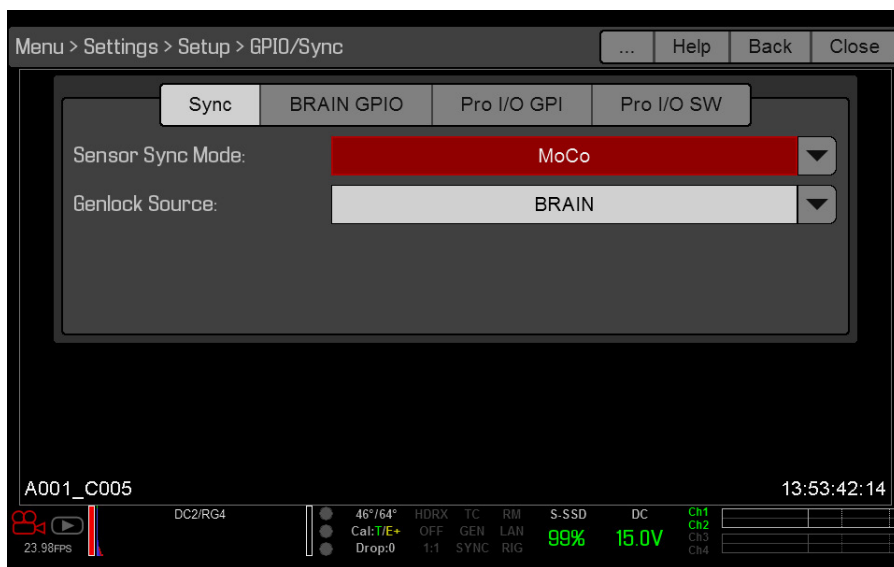 Menu > Settings > Setup > GPIO/Sync ... Help Back Close
Sync BRAIN GPIO Pro I/O GPI Pro I/O SW
Sensor Sync Mode: MoCo
Genlock Source: BRAIN
A001_C005 13:53:42:14
DC2/RG4 46°/64° HDRX TC RM S-SSD DC Ch1
Cal:T/E+ OFF GEN LAN 99% 15.0V Ch2
23.98FPS Drop:0 1:1 SYNC RIG Ch3
Ch4